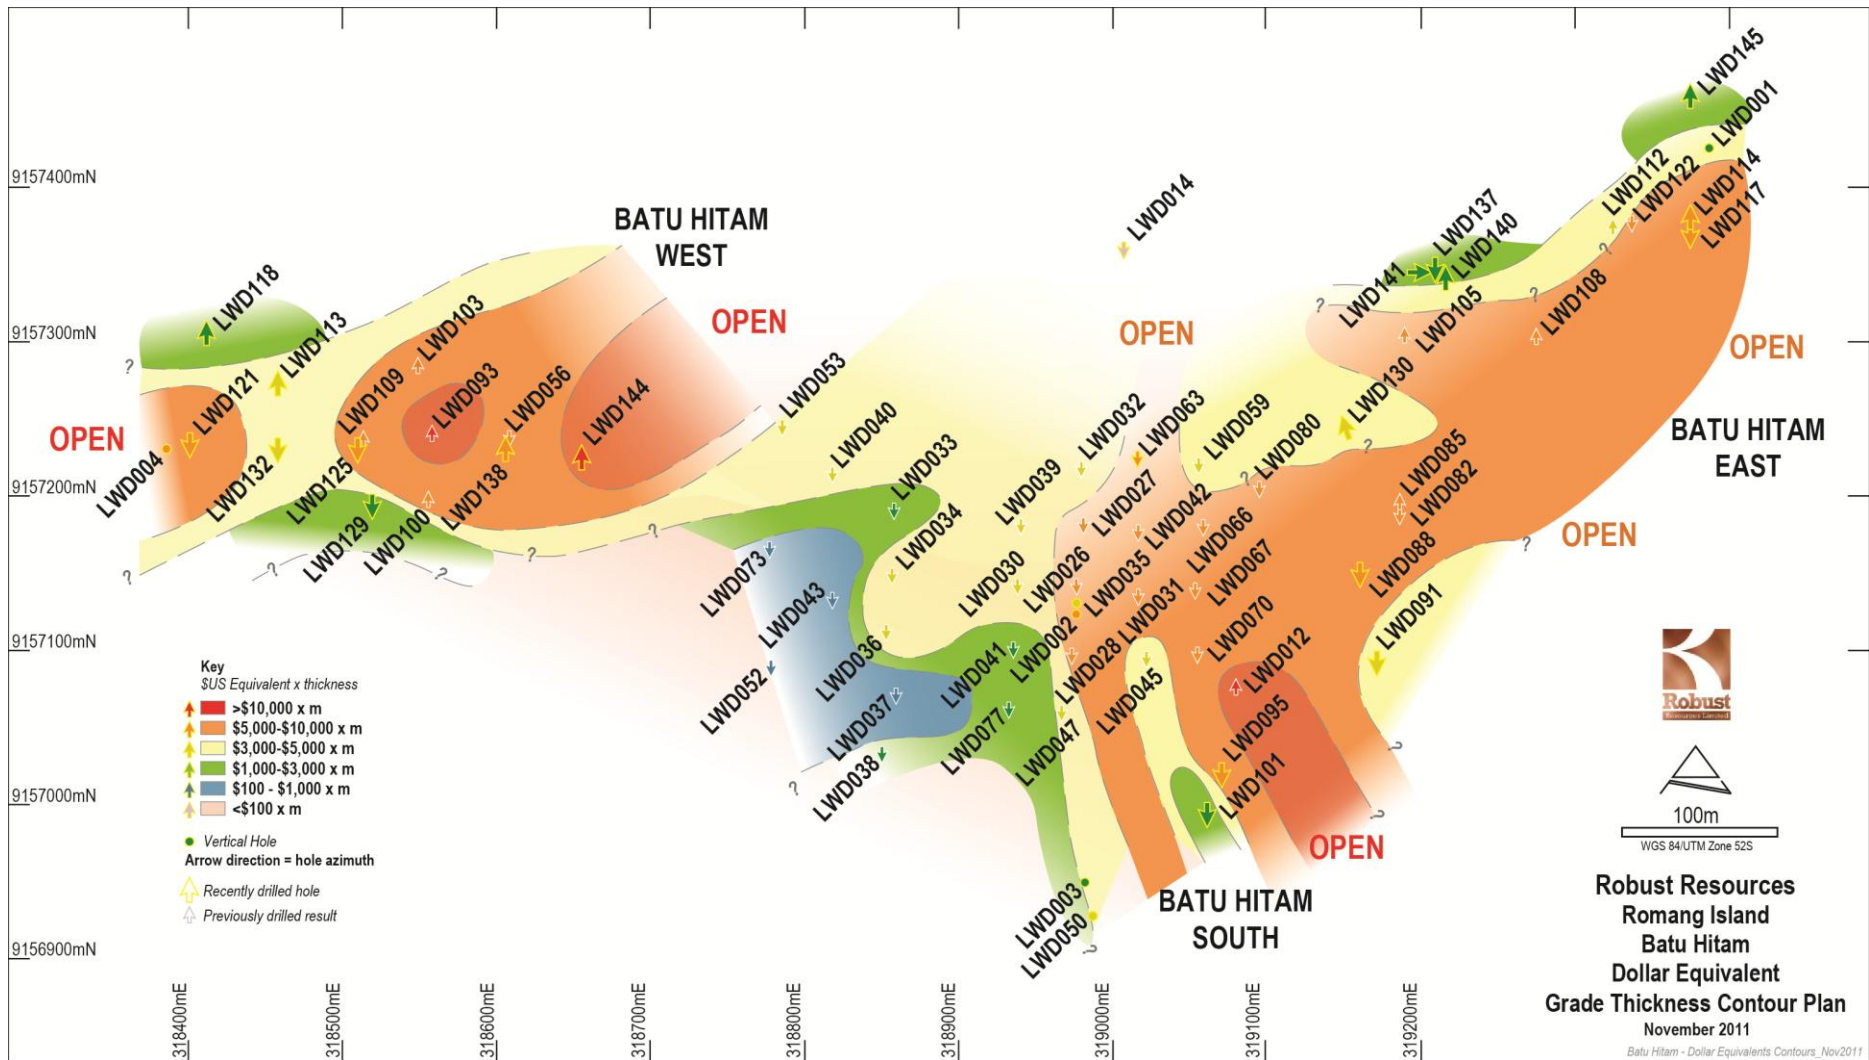 LWD145
LWD001
LWD114
LWD117
LWD112
LWD122
9157400mN
LWD014
BATU HITAM
WEST
LWD137
LWD140
LWD141
LWD105
LWD108
OPEN
OPEN
OPEN
LWD118
LWD113
LWD103
9157300mN
?
?
?
?
LWD121
LWD109
LWD093
LWD056
LWD144
LWD053
LWD040
LWD033
LWD032
LWD063
LWD059
LWD080
LWD130
?
?
BATU HITAM
EAST
OPEN
LWD004
LWD132
LWD125
LWD129
LWD100
LWD138
9157200mN
LWD039
LWD027
LWD042
LWD066
LWD085
LWD082
OPEN
?
?
?
?
?
?
LWD034
LWD073
LWD043
LWD030
LWD026
LWD035
LWD031
LWD067
LWD088
LWD091
9157100mN
LWD052
LWD036
LWD037
LWD041
LWD002
LWD028
LWD045
LWD070
LWD012
LWD038
LWD077
LWD047
LWD095
LWD101
?
?
?
9157000mN
OPEN
LWD003
LWD050
?
BATU HITAM
SOUTH
9156900mN
Key
$US Equivalent x thickness
>$10,000 x m
$5,000-$10,000 x m
$3,000-$5,000 x m
$1,000-$3,000 x m
$100 - $1,000 x m
<$100 x m
Vertical Hole
Arrow direction = hole azimuth
Recently drilled hole
Previously drilled result
318400mE
318500mE
318600mE
318700mE
318800mE
318900mE
319000mE
319100mE
319200mE
Robust
100m
WGS 84/UTM Zone 52S
Robust Resources
Romang Island
Batu Hitam
Dollar Equivalent
Grade Thickness Contour Plan
November 2011
Batu Hitam - Dollar Equivalents Contours_Nov2011